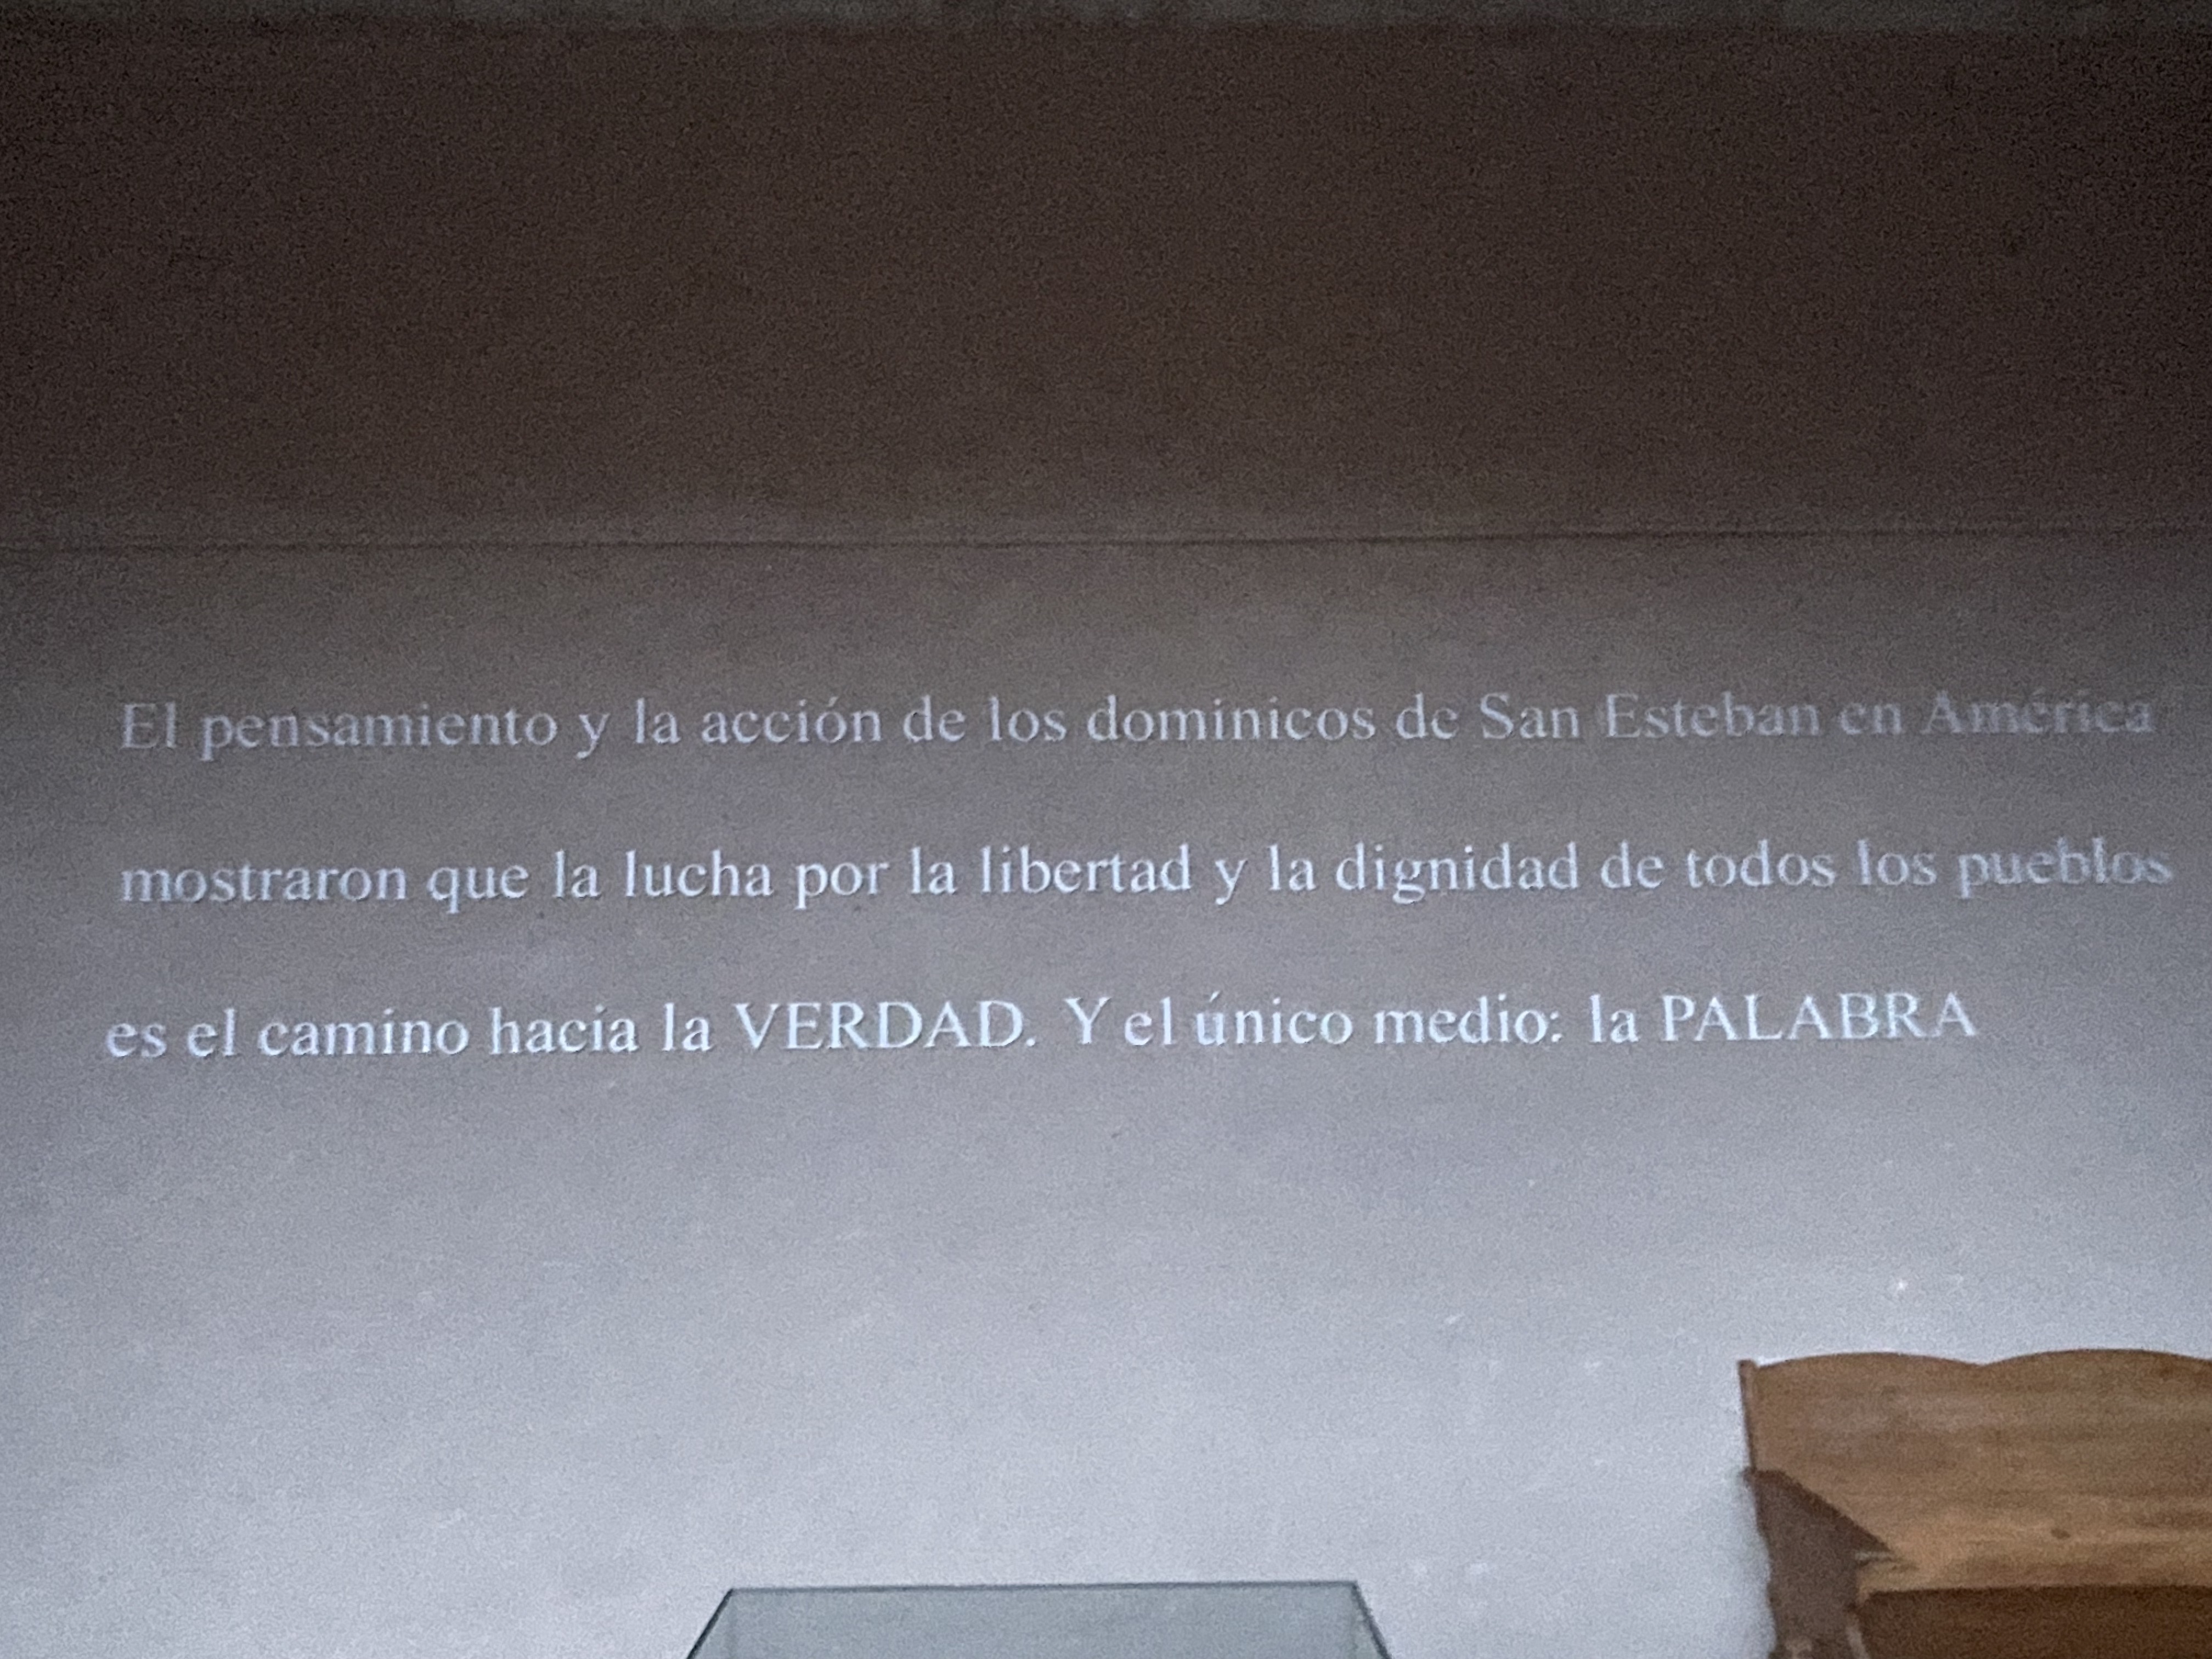 El pensamiento y la acción de los dominicos de San Esteban en América
mostraron que la lucha por la libertad y la dignidad de todos los pueblos
es el camino hacia la VERDAD. Y el único medio: la PALABRA